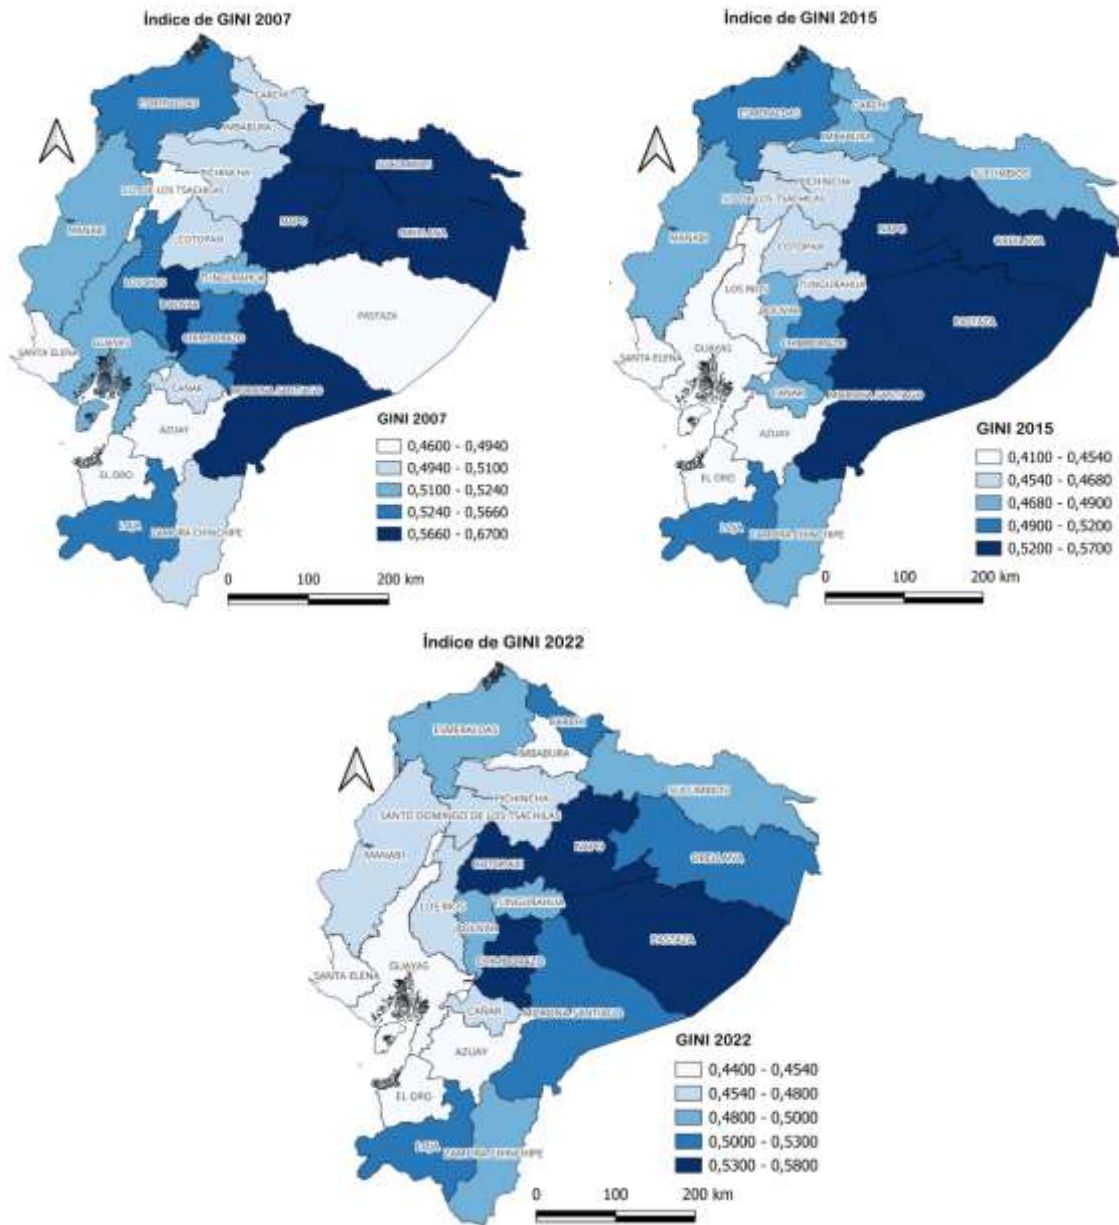 Índice de GINI 2007
ESMERALDAS
CARCHI
IMBABURA
SUCUMBIOS
PICHINCHA
STO DE LOS TSACHILAS
NAPO
ORELLANA
MANABI
COTOPAXI
TUNGURAHUA
LOS RIOS
BOLIVAR
PASTAZA
CHIMBORAZO
SANTA ELENA
GUAYAS
CAÑAR
MORONA SANTIAGO
AZUAY
EL ORO
LOJA
ZAMORA CHINCHIPE
GINI 2007
0,4600 - 0,4940
0,4940 - 0,5100
0,5100 - 0,5240
0,5240 - 0,5660
0,5660 - 0,6700
0 100 200 km
Índice de GINI 2015
ESMERALDAS
CARCHI
IMBABURA
SUCUMBIOS
PICHINCHA
DE LOS TSACHILAS
NAPO
ORELLANA
MANABI
COTOPAXI
TUNGURAHUA
LOS RIOS
BOLIVAR
PASTAZA
CHIMBORAZO
SANTA ELENA
GUAYAS
CAÑAR
MORONA SANTIAGO
AZUAY
EL ORO
LOJA
ZAMORA CHINCHIPE
GINI 2015
0,4100 - 0,4540
0,4540 - 0,4680
0,4680 - 0,4900
0,4900 - 0,5200
0,5200 - 0,5700
0 100 200 km
Índice de GINI 2022
ESMERALDAS
CARCHI
IMBABURA
SUCUMBIOS
PICHINCHA
SANTO DOMINGO DE LOS TSACHILAS
NAPO
ORELLANA
MANABI
COTOPAXI
TUNGURAHUA
LOS RIOS
BOLIVAR
PASTAZA
CHIMBORAZO
GUAYAS
SANTA ELENA
CAÑAR
MORONA SANTIAGO
AZUAY
EL ORO
LOJA
ZAMORA CHINCHIPE
GINI 2022
0,4400 - 0,4540
0,4540 - 0,4800
0,4800 - 0,5000
0,5000 - 0,5300
0,5300 - 0,5800
0 100 200 km